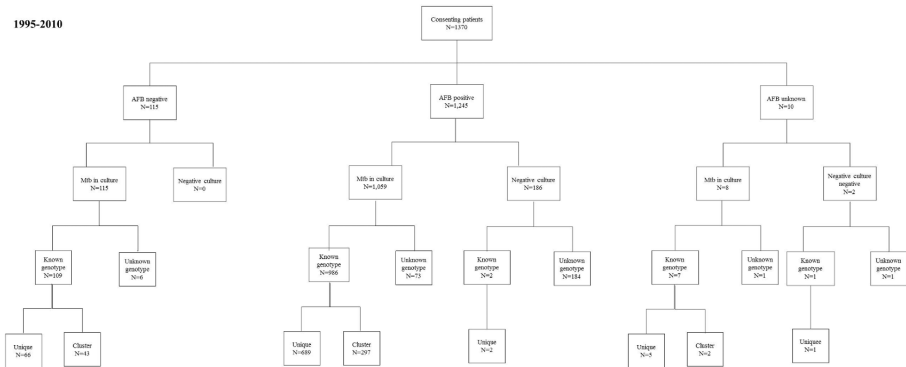 1995-2010
Consenting patients
N=1370
AFB negative
N=115
AFB positive
N=1,245
AFB unknown
N=10
Mtb in culture
N=115
Negative culture
N=0
Mtb in culture
N=1,059
Negative culture
N=186
Mtb in culture
N=8
Negative culture
negative
N=2
Known
genotype
N=109
Unknown
genotype
N=6
Known
genotype
N=986
Unknown
genotype
N=73
Known
genotype
N=2
Unknown
genotype
N=184
Known
genotype
N=7
Unknown
genotype
N=1
Known
genotype
N=1
Unknown
genotype
N=1
Unique
N=66
Cluster
N=43
Unique
N=689
Cluster
N=297
Unique
N=2
Unique
N=5
Cluster
N=2
Uniquze
N=1